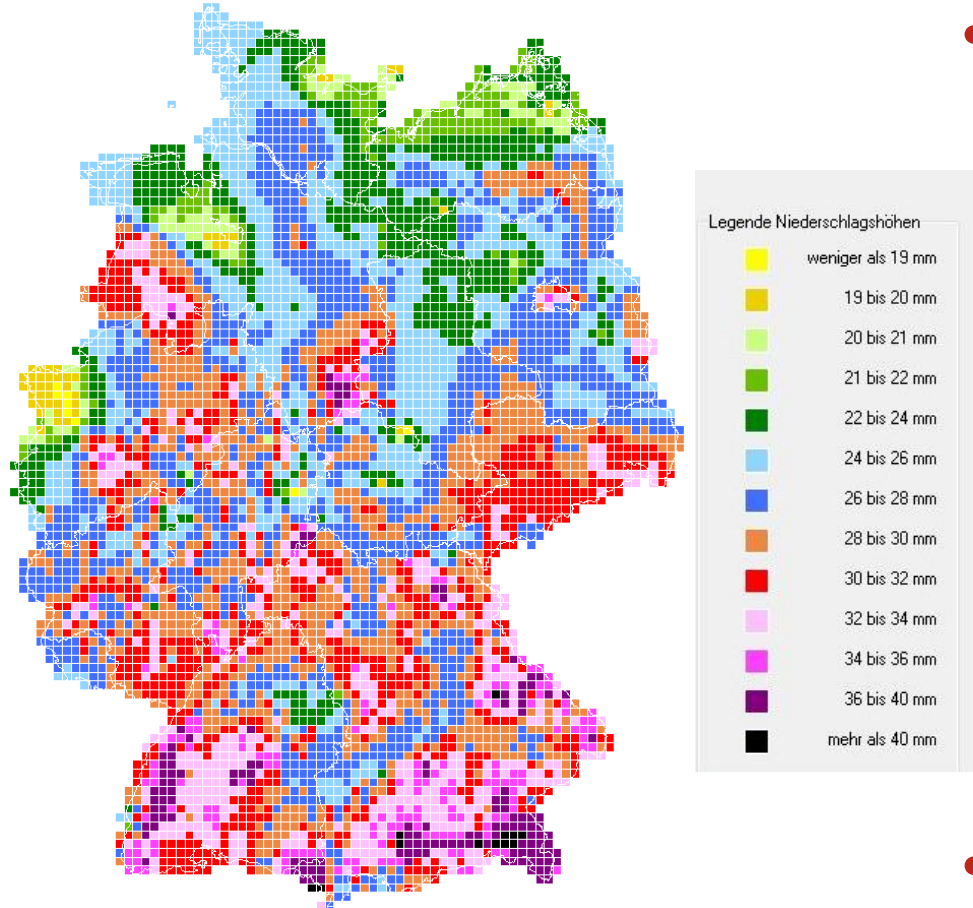 Legende Niederschlagshöhen
weniger als 19 mm
19 bis 20 mm
20 bis 21 mm
21 bis 22 mm
22 bis 24 mm
24 bis 26 mm
26 bis 28 mm
28 bis 30 mm
30 bis 32 mm
32 bis 34 mm
34 bis 36 mm
36 bis 40 mm
mehr als 40 mm